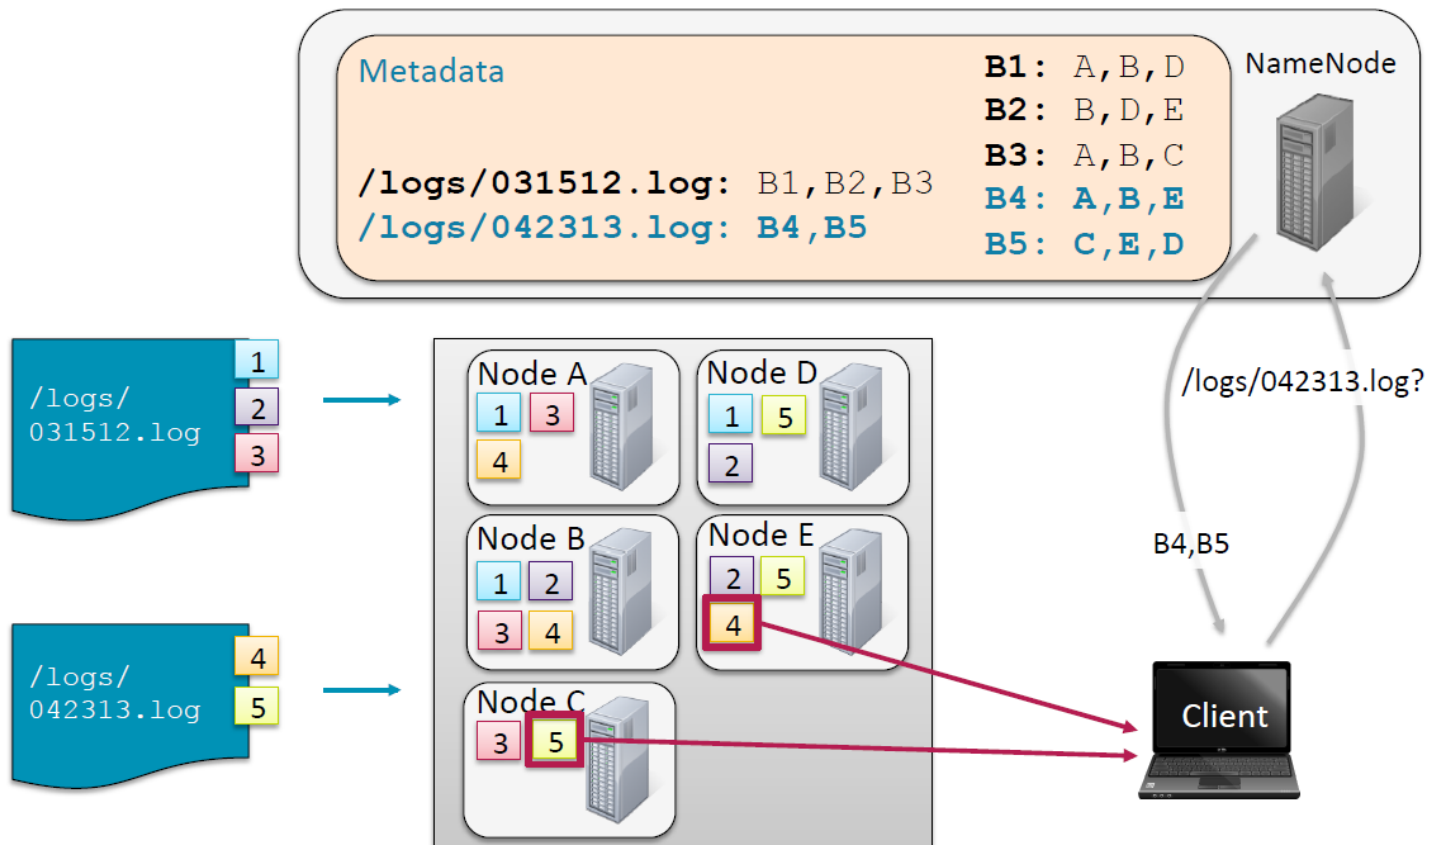 Metadata
B1: A,B,D
B2: B,D,E
B3: A,B,C
B4: A,B,E
B5: C,E,D
/logs/031512.log: B1,B2,B3
/logs/042313.log: B4,B5
NameNode
/logs/
031512.log
1
2
3
/logs/
042313.log
4
5
Node A
1 3
4
Node D
1 5
2
Node B
1 2
3 4
Node E
2 5
4
Node C
3 5
/logs/042313.log?
B4,B5
Client